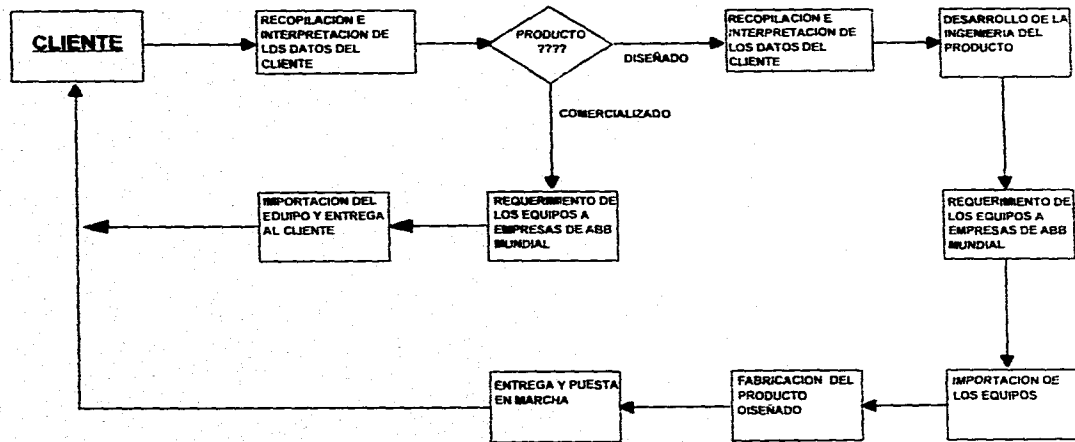 CLIENTE
RECOPILACION E
INTERPRETACION DE
LDS DATOS DEL
CLIENTE
PRODUCTO
????
DISEÑADO
RECOPILACION E
INTERPRETACION DE
LOS DATOS DEL
CLIENTE
DESARROLLO DE LA
INGENIERIA DEL
PRODUCTO
COMERCIALIZADO
IMPORTACION DEL
EDUIPO Y ENTREGA
AL CLIENTE
REQUERIMIENTO DE
LOS EQUIPOS A
EMPRESAS DE ABB
MUNDIAL
REQUERIMIENTO DE
LOS EQUIPOS A
EMPRESAS DE ABB
MUNDIAL
ENTREGA Y PUESTA
EN MARCHA
FABRICACION DEL
PRODUCTO
DISEÑADO
IMPORTACION DE
LOS EQUIPOS